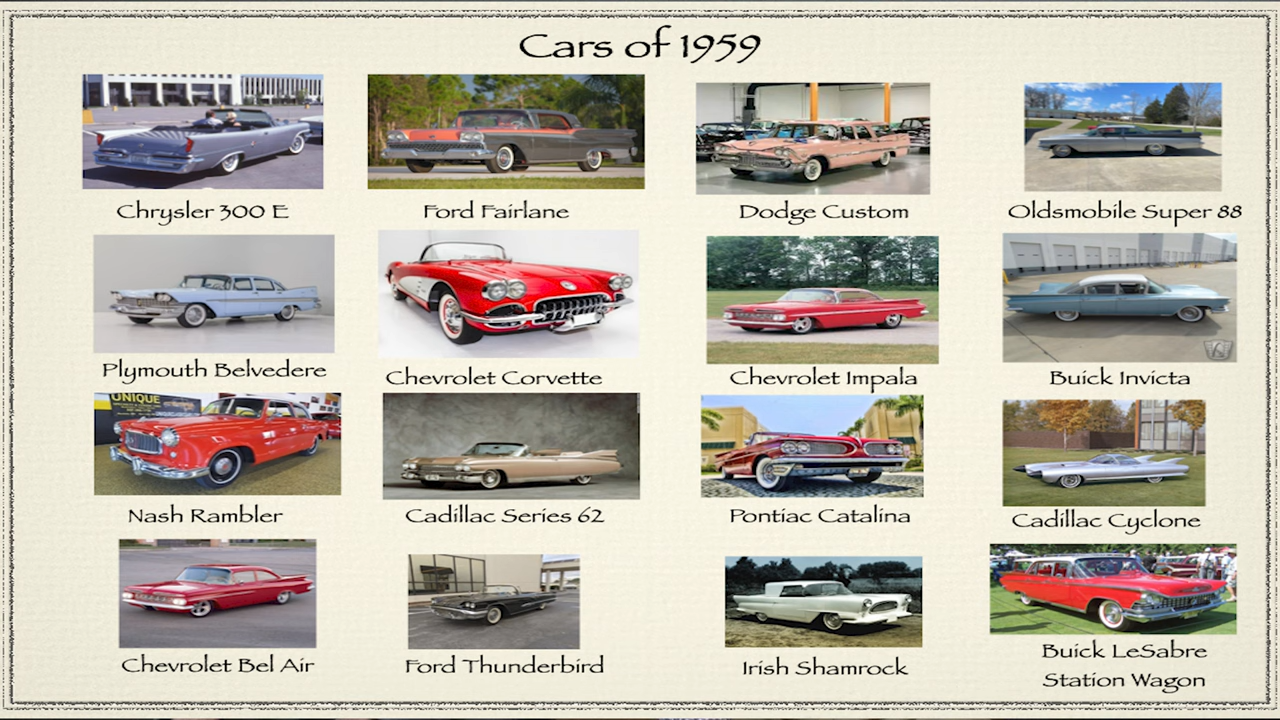 Cars of 1959
Chrysler 300 E
Ford Fairlane
Dodge Custom
Oldsmobile Super 88
Plymouth Belvedere
Chevrolet Corvette
Chevrolet Impala
Buick Invicta
UNIQUE
Nash Rambler
Cadillac Series 62
Pontiac Catalina
Cadillac Cyclone
Chevrolet Bel Air
Ford Thunderbird
Irish Shamrock
Buick LeSabre
Station Wagon